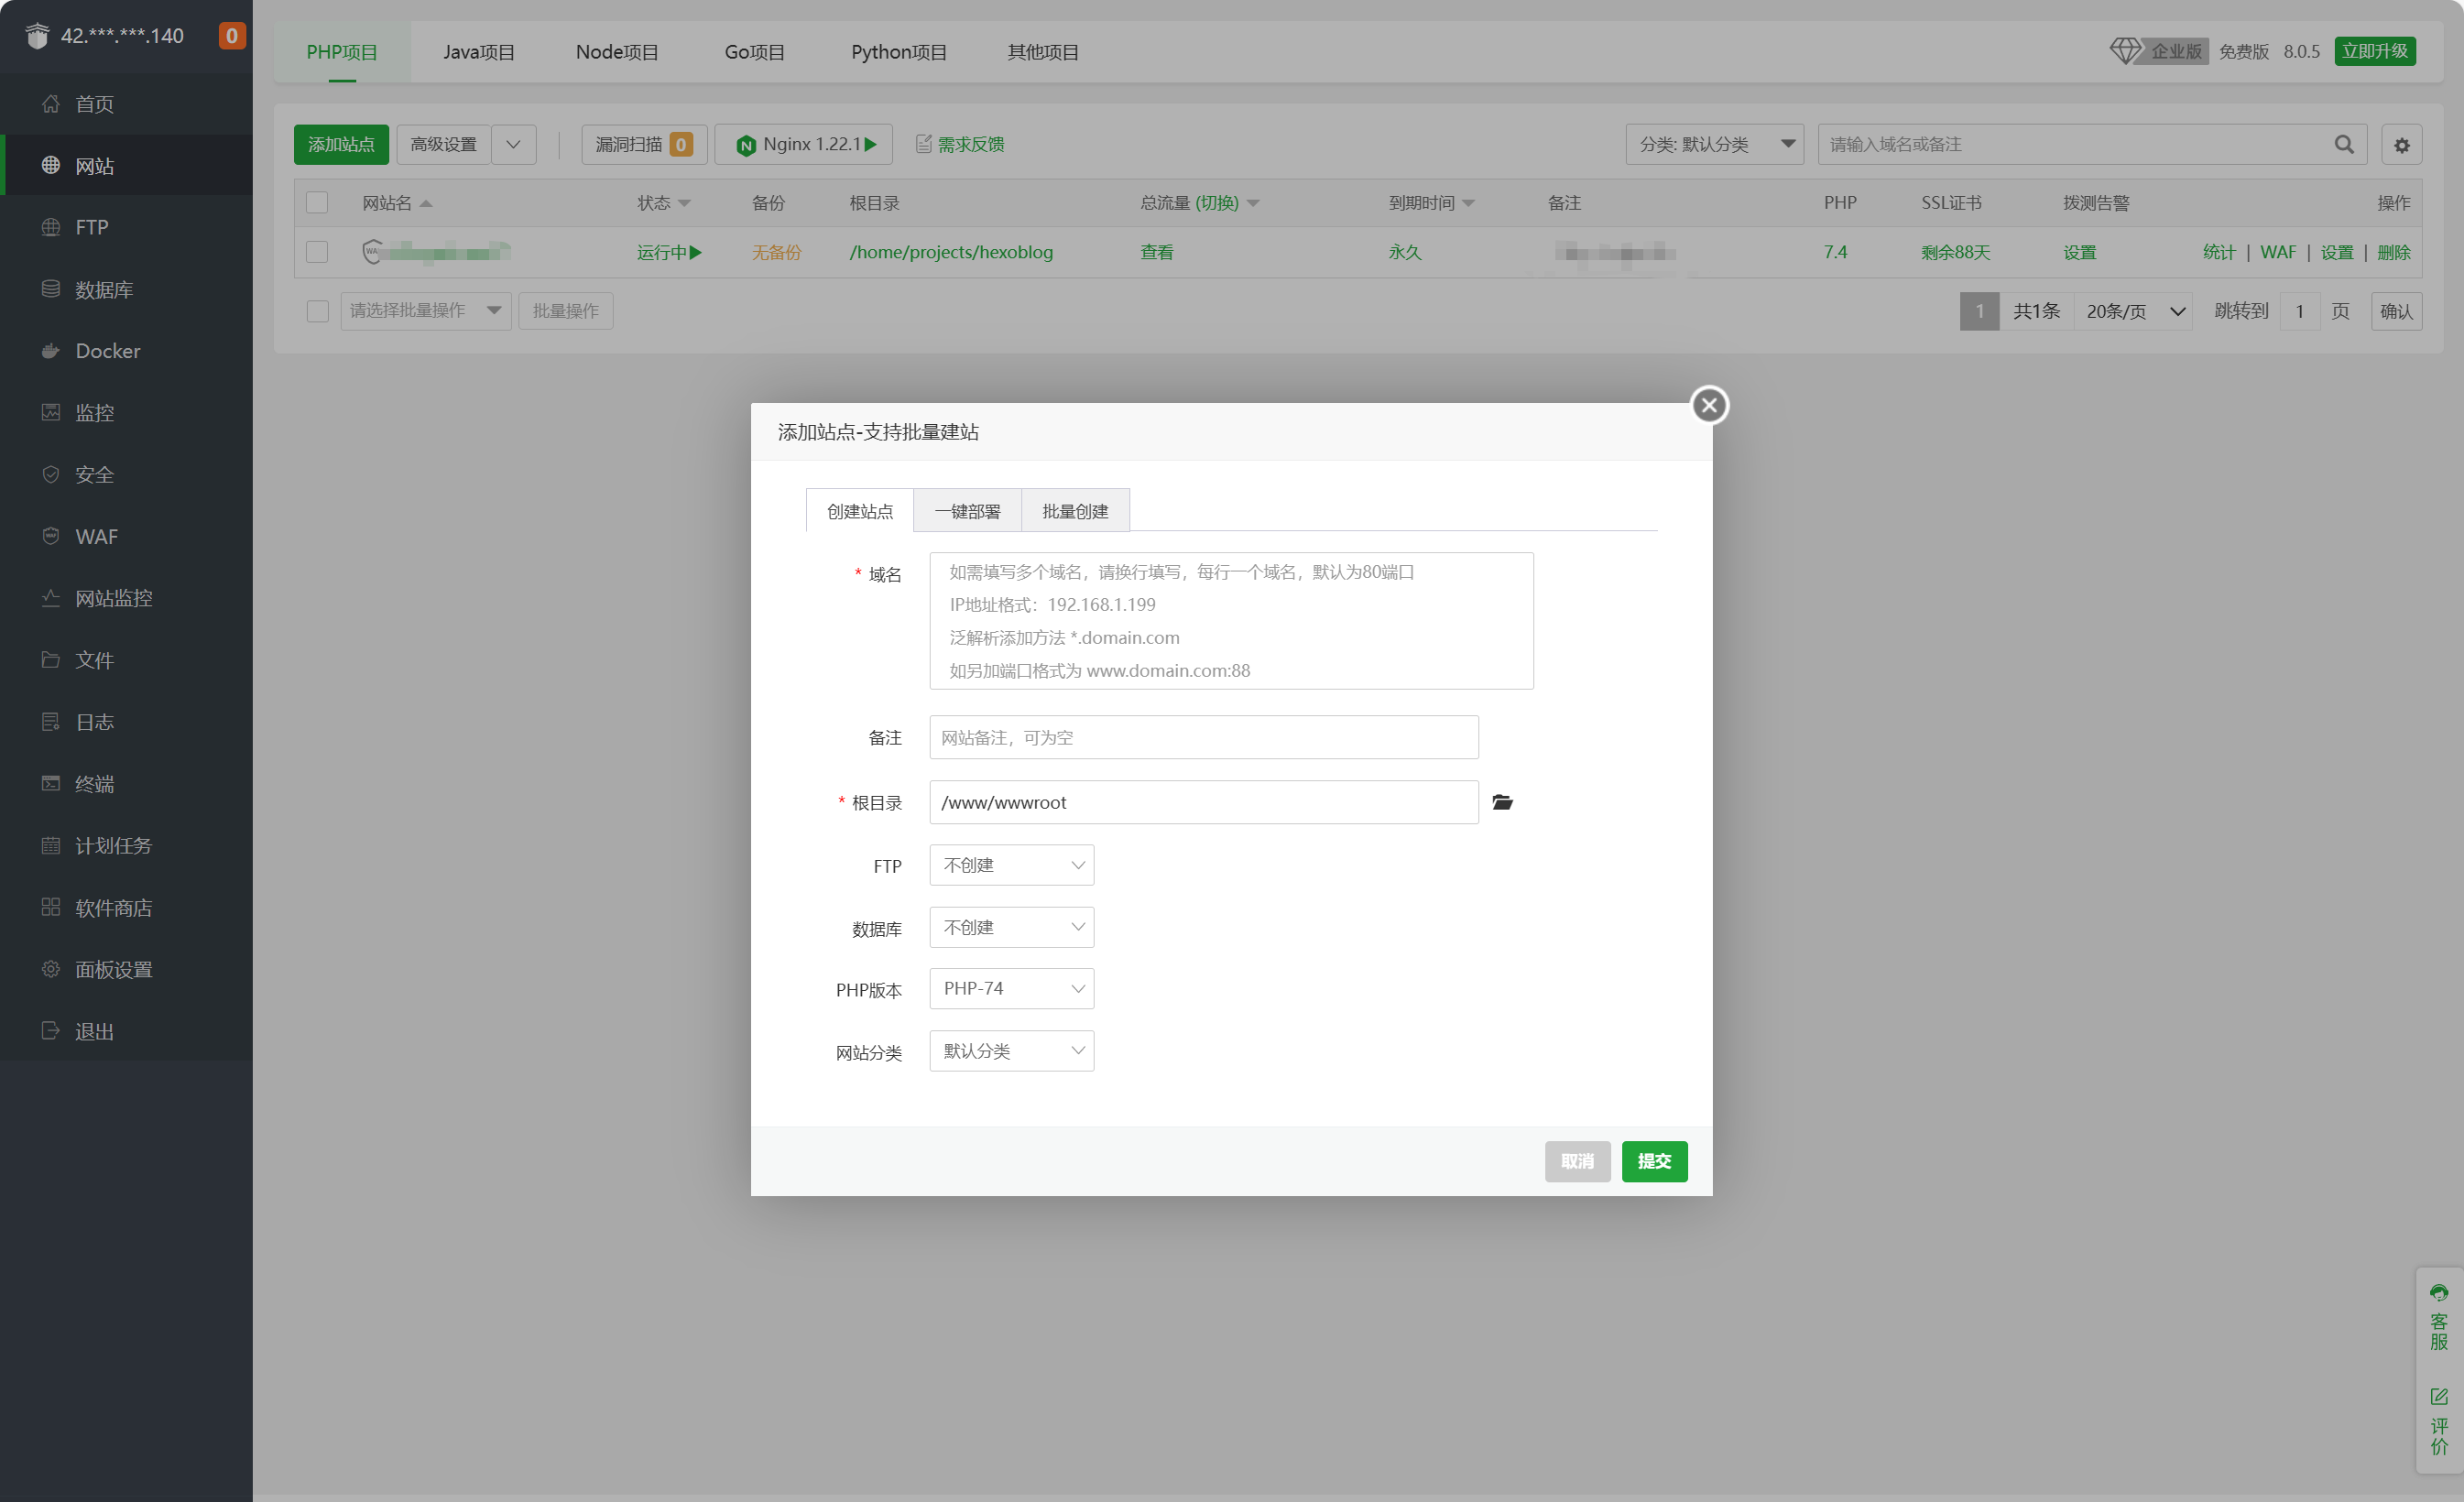 42.***.***.140 0
首页
网站
FTP
数据库
Docker
监控
安全
WAF
网站监控
文件
日志
终端
计划任务
软件商店
面板设置
退出
PHP项目 Java项目 Node项目 Go项目 Python项目 其他项目
企业版 免费版 8.0.5 立即升级
添加站点 高级设置 漏洞扫描 0 Nginx 1.22.1 需求反馈 分类: 默认分类 请输入域名或备注
网站名 状态 备份 根目录 总流量 (切换) 到期时间 备注 PHP SSL证书 拨测告警 操作
运行中 无备份 /home/projects/hexoblog 查看 永久 7.4 剩余88天 设置 统计 | WAF | 设置 | 删除
请选择批量操作 批量操作 1 共1条 20条/页 跳转到 1 页 确认
添加站点-支持批量建站
创建站点 一键部署 批量创建
* 域名
如需填写多个域名，请换行填写，每行一个域名，默认为80端口
IP地址格式：192.168.1.199
泛解析添加方法 *.domain.com
如另加端口格式为 www.domain.com:88
备注 网站备注，可为空
* 根目录 /www/wwwroot
FTP 不创建
数据库 不创建
PHP版本 PHP-74
网站分类 默认分类
取消 提交
客服
评价